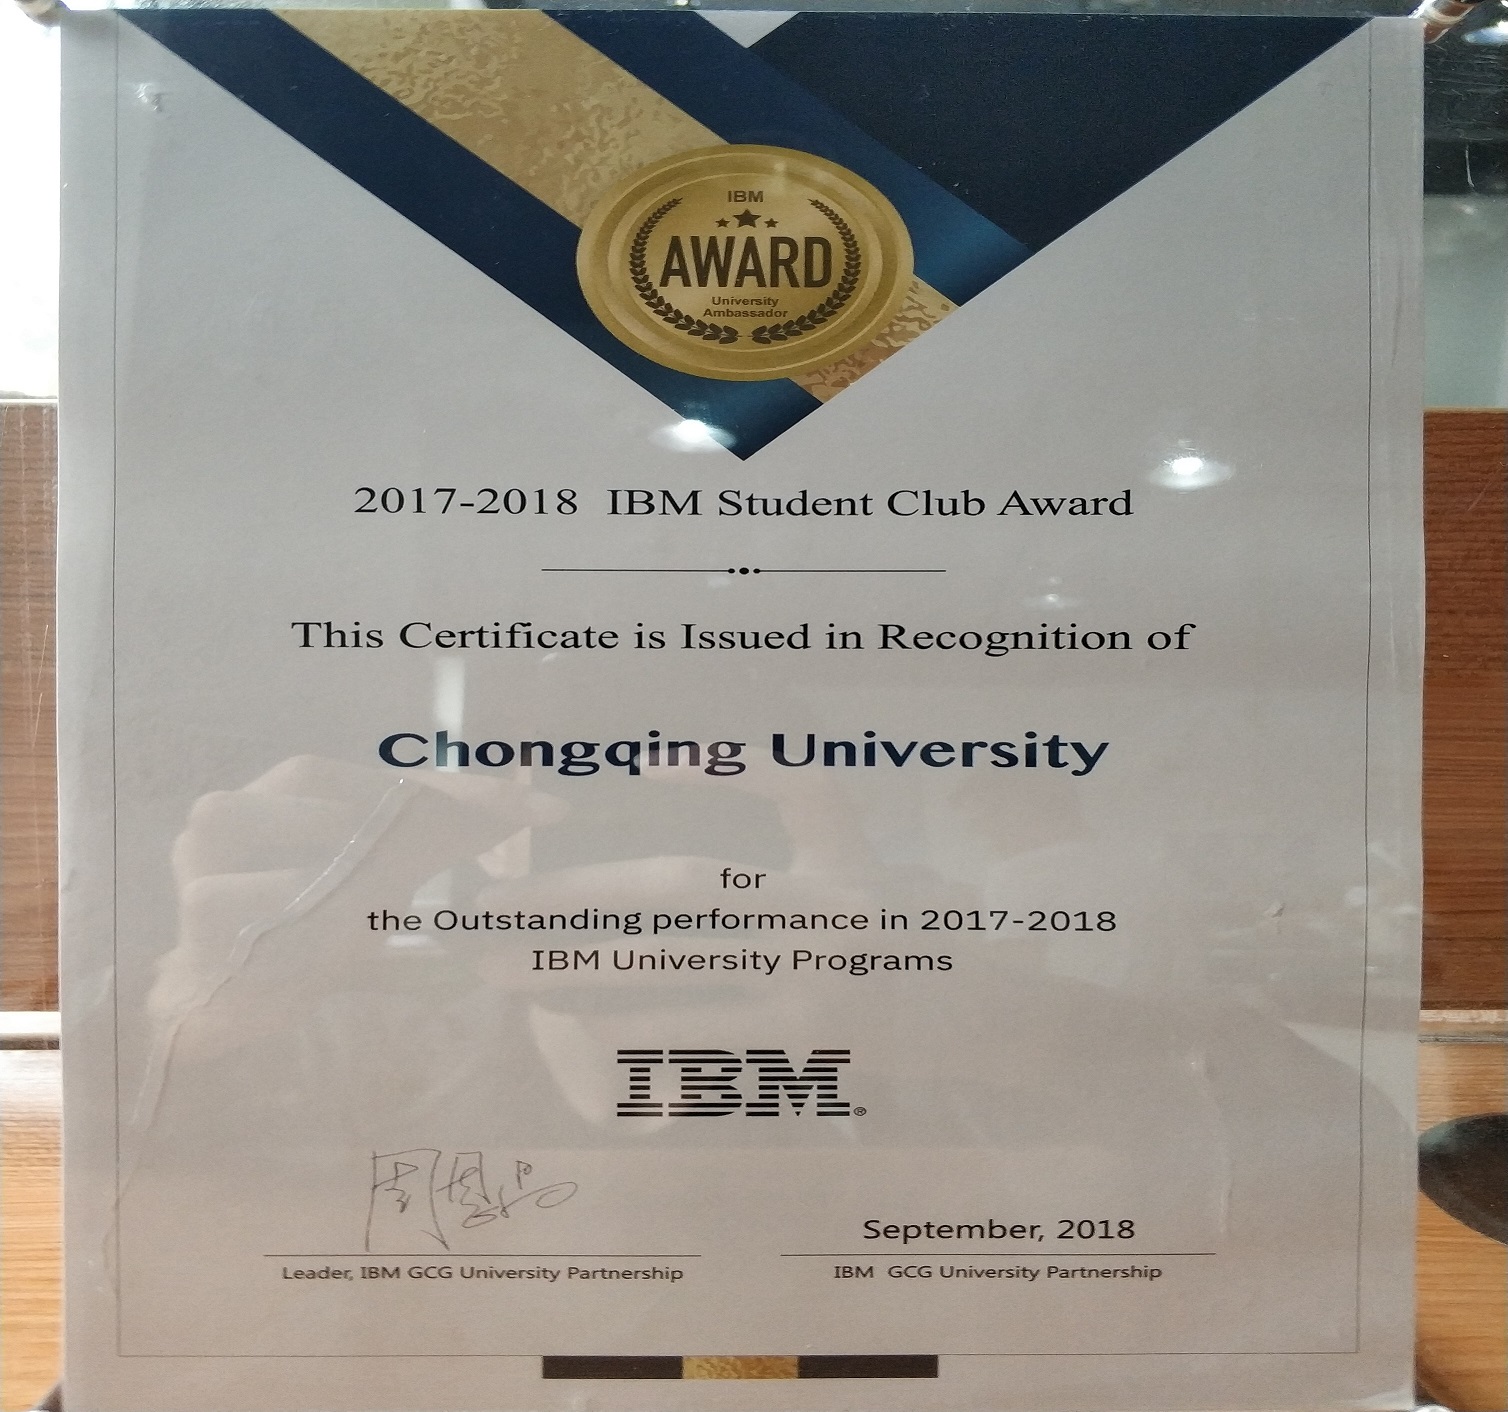 IBM
AWARD
University
Ambassador
2017-2018 IBM Student Club Award
This Certificate is Issued in Recognition of
Chongqing University
for
the Outstanding performance in 2017-2018
IBM University Programs
IBM®
September, 2018
Leader, IBM GCG University Partnership
IBM GCG University Partnership